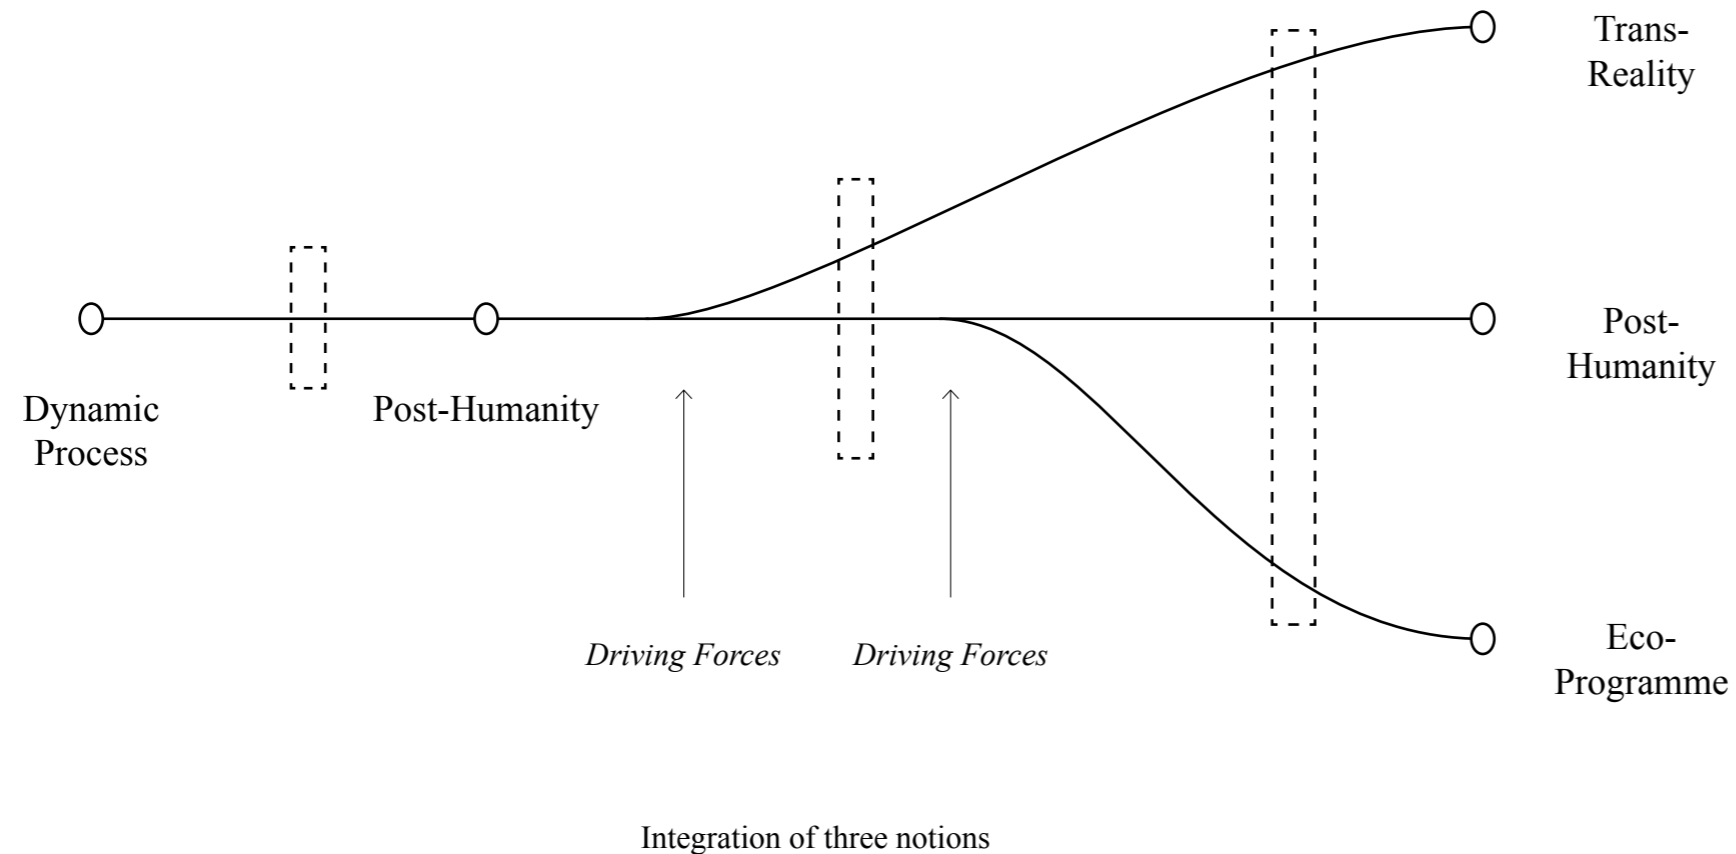 Trans-
Reality
Post-
Humanity
Dynamic
Process
Post-Humanity
Driving Forces
Driving Forces
Eco-
Programme
Integration of three notions